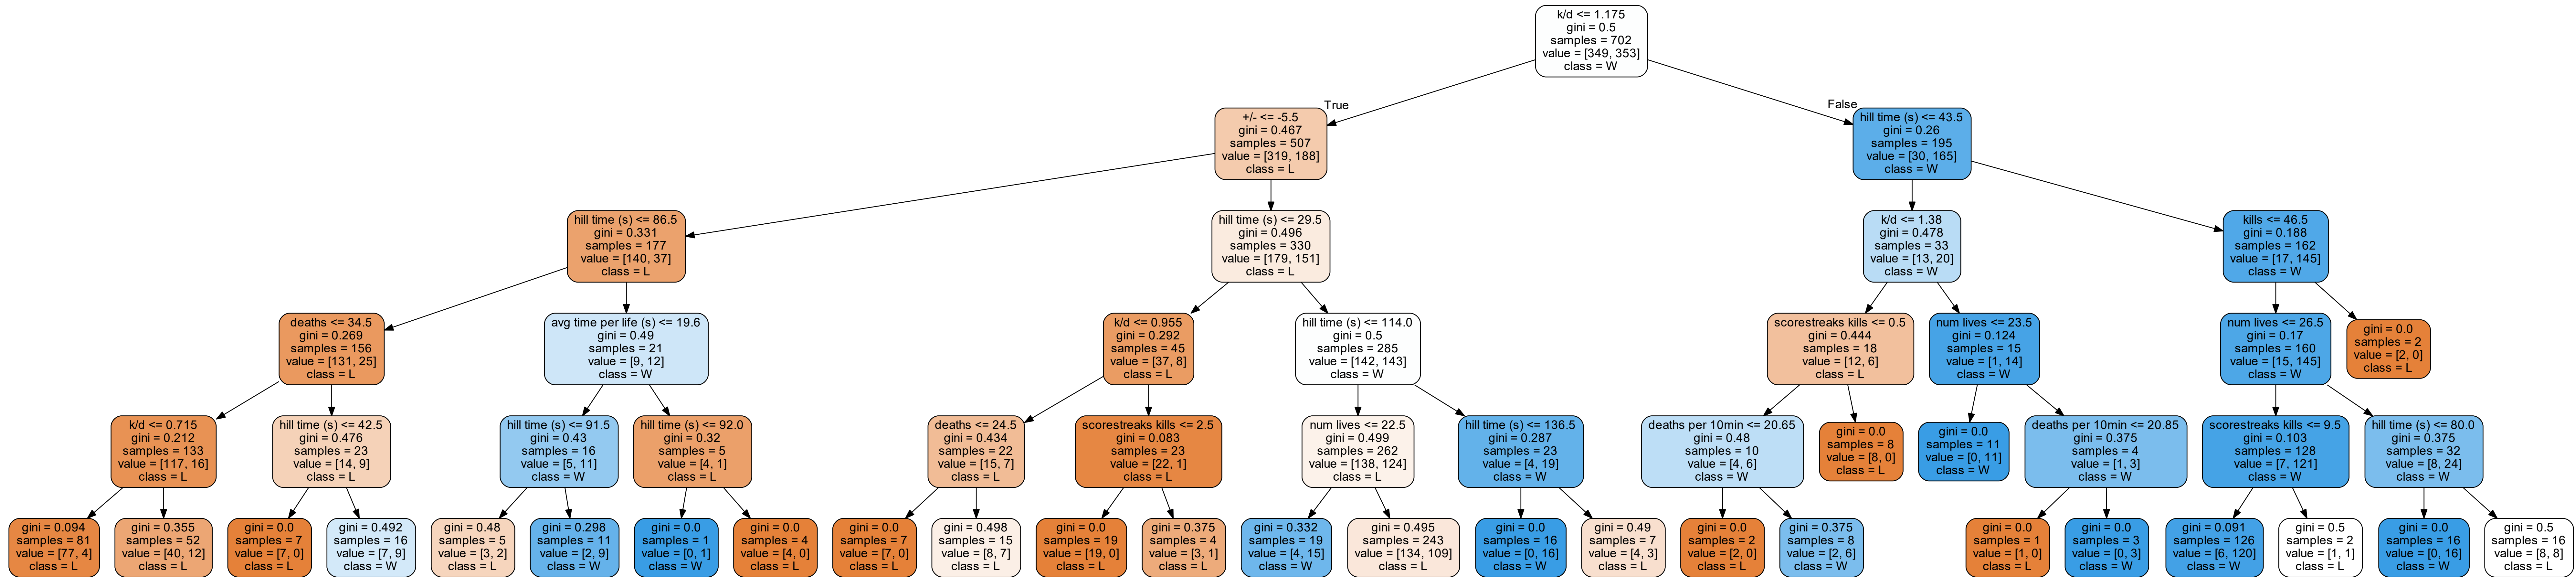 k/d <= 1.175
gini = 0.5
samples = 702
value = [349, 353]
class = W
True
False
+/- <= -5.5
gini = 0.467
samples = 507
value = [319, 188]
class = L
hill time (s) <= 43.5
gini = 0.26
samples = 195
value = [30, 165]
class = W
hill time (s) <= 86.5
gini = 0.331
samples = 177
value = [140, 37]
class = L
hill time (s) <= 29.5
gini = 0.496
samples = 330
value = [179, 151]
class = L
k/d <= 1.38
gini = 0.478
samples = 33
value = [13, 20]
class = W
kills <= 46.5
gini = 0.188
samples = 162
value = [17, 145]
class = W
deaths <= 34.5
gini = 0.269
samples = 156
value = [131, 25]
class = L
avg time per life (s) <= 19.6
gini = 0.49
samples = 21
value = [9, 12]
class = W
k/d <= 0.955
gini = 0.292
samples = 45
value = [37, 8]
class = L
hill time (s) <= 114.0
gini = 0.5
samples = 285
value = [142, 143]
class = W
scorestreaks kills <= 0.5
gini = 0.444
samples = 18
value = [12, 6]
class = L
num lives <= 23.5
gini = 0.124
samples = 15
value = [1, 14]
class = W
num lives <= 26.5
gini = 0.17
samples = 160
value = [15, 145]
class = W
gini = 0.0
samples = 2
value = [2, 0]
class = L
k/d <= 0.715
gini = 0.212
samples = 133
value = [117, 16]
class = L
hill time (s) <= 42.5
gini = 0.476
samples = 23
value = [14, 9]
class = L
hill time (s) <= 91.5
gini = 0.43
samples = 16
value = [5, 11]
class = W
hill time (s) <= 92.0
gini = 0.32
samples = 5
value = [4, 1]
class = L
deaths <= 24.5
gini = 0.434
samples = 22
value = [15, 7]
class = L
scorestreaks kills <= 2.5
gini = 0.083
samples = 23
value = [22, 1]
class = L
num lives <= 22.5
gini = 0.499
samples = 262
value = [138, 124]
class = L
hill time (s) <= 136.5
gini = 0.287
samples = 23
value = [4, 19]
class = W
deaths per 10min <= 20.65
gini = 0.48
samples = 10
value = [4, 6]
class = W
gini = 0.0
samples = 8
value = [8, 0]
class = L
gini = 0.0
samples = 11
value = [0, 11]
class = W
deaths per 10min <= 20.85
gini = 0.375
samples = 4
value = [1, 3]
class = W
scorestreaks kills <= 9.5
gini = 0.103
samples = 128
value = [7, 121]
class = W
hill time (s) <= 80.0
gini = 0.375
samples = 32
value = [8, 24]
class = W
gini = 0.094
samples = 81
value = [77, 4]
class = L
gini = 0.355
samples = 52
value = [40, 12]
class = L
gini = 0.0
samples = 7
value = [7, 0]
class = L
gini = 0.492
samples = 16
value = [7, 9]
class = W
gini = 0.48
samples = 5
value = [3, 2]
class = L
gini = 0.298
samples = 11
value = [2, 9]
class = W
gini = 0.0
samples = 1
value = [0, 1]
class = W
gini = 0.0
samples = 4
value = [4, 0]
class = L
gini = 0.0
samples = 7
value = [7, 0]
class = L
gini = 0.498
samples = 15
value = [8, 7]
class = L
gini = 0.0
samples = 19
value = [19, 0]
class = L
gini = 0.375
samples = 4
value = [3, 1]
class = L
gini = 0.332
samples = 19
value = [4, 15]
class = W
gini = 0.495
samples = 243
value = [134, 109]
class = L
gini = 0.0
samples = 16
value = [0, 16]
class = W
gini = 0.49
samples = 7
value = [4, 3]
class = L
gini = 0.0
samples = 2
value = [2, 0]
class = L
gini = 0.375
samples = 8
value = [2, 6]
class = W
gini = 0.0
samples = 1
value = [1, 0]
class = L
gini = 0.0
samples = 3
value = [0, 3]
class = W
gini = 0.091
samples = 126
value = [6, 120]
class = W
gini = 0.5
samples = 2
value = [1, 1]
class = L
gini = 0.0
samples = 16
value = [0, 16]
class = W
gini = 0.5
samples = 16
value = [8, 8]
class = L